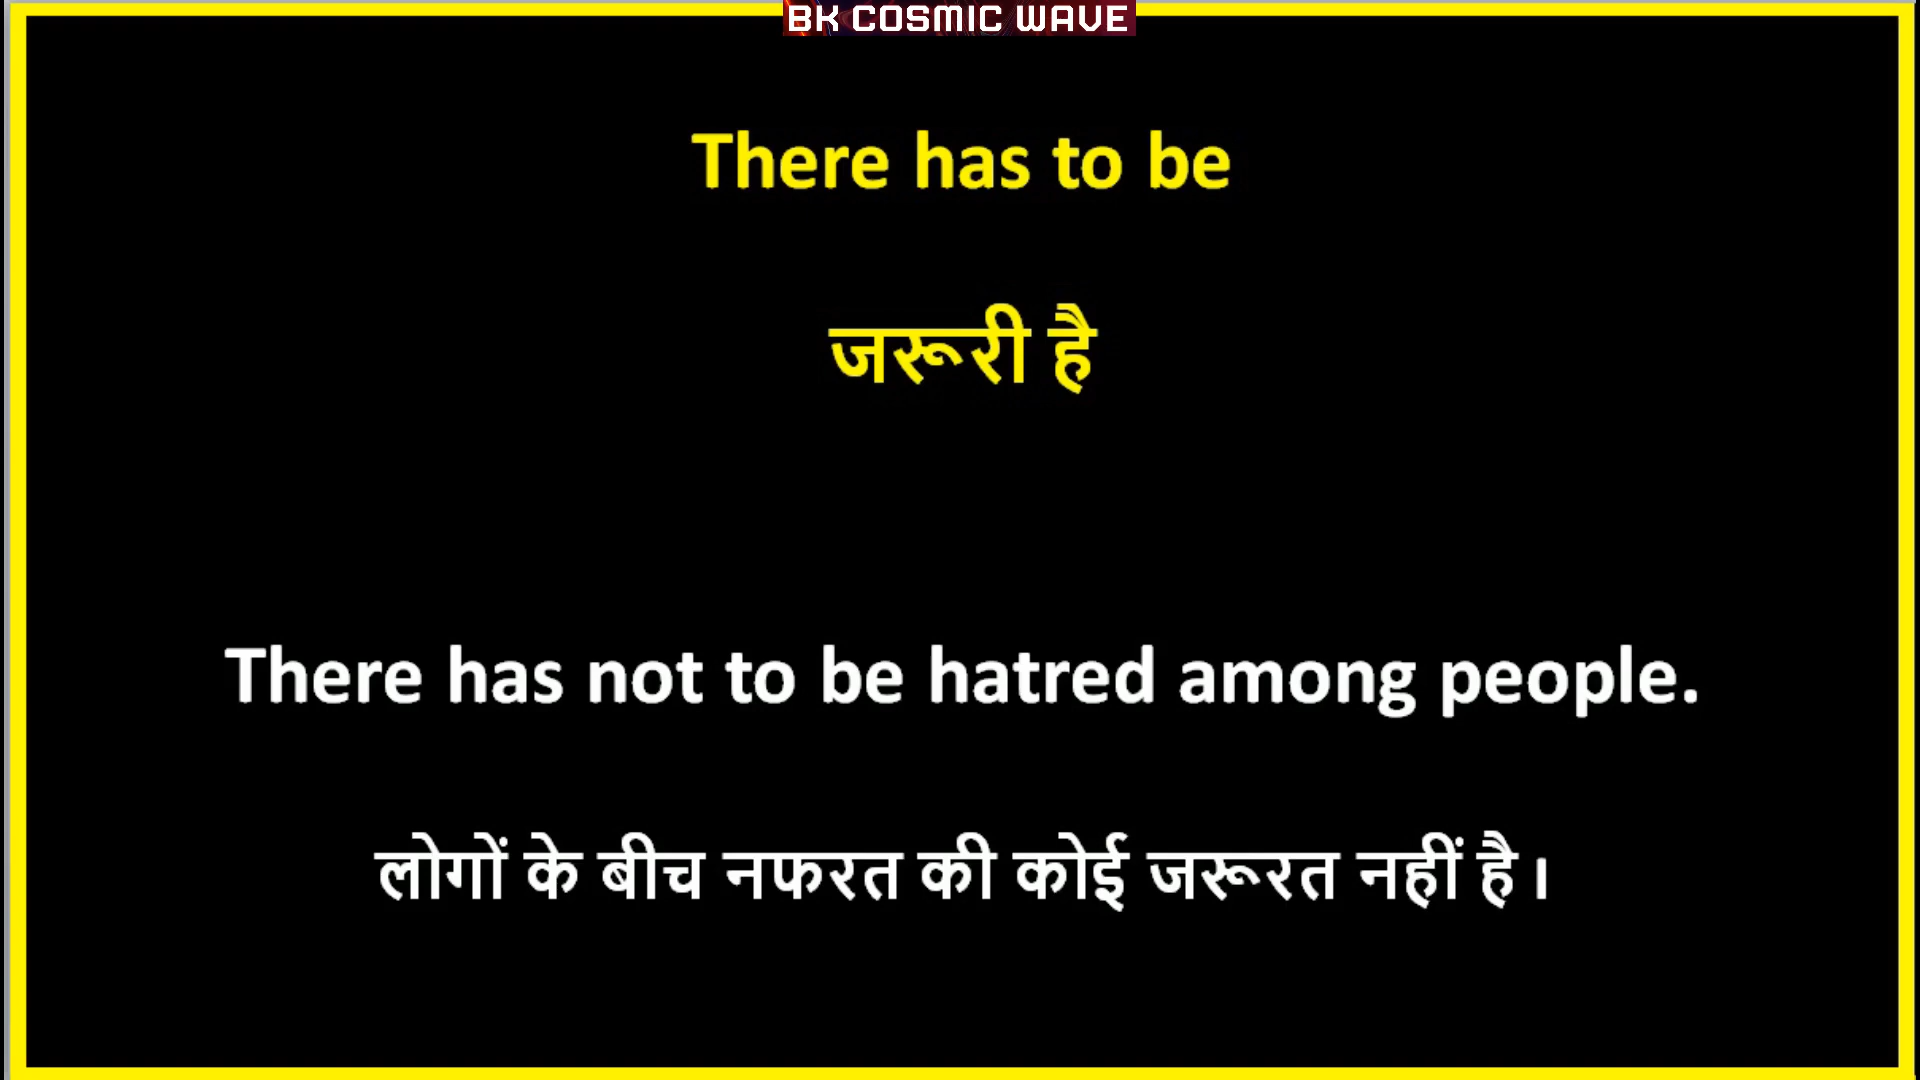 BK COSMIC WAVE
There has to be
जरूरी है
There has not to be hatred among people.
लोगों के बीच नफरत की कोई जरूरत नहीं है।